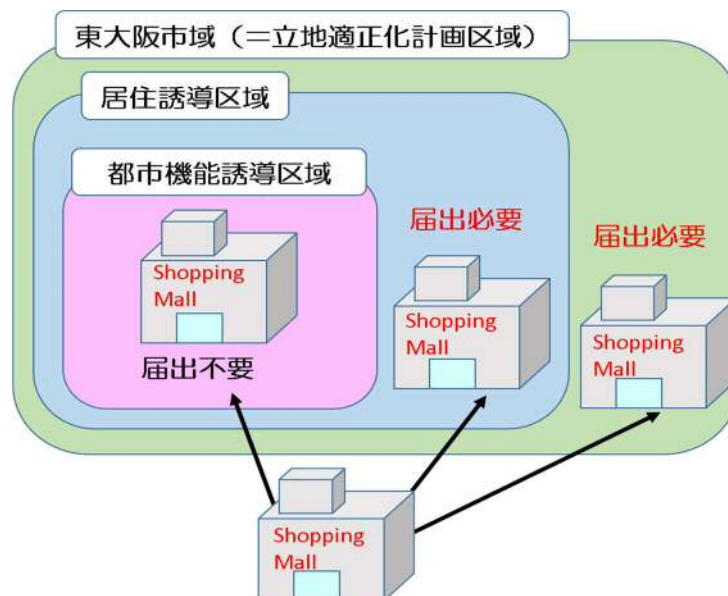 東大阪市域（＝立地適正化計画区域）
居住誘導区域
都市機能誘導区域
届出必要
届出必要
Shopping
Mall
届出不要
Shopping
Mall
Shopping
Mall
Shopping
Mall